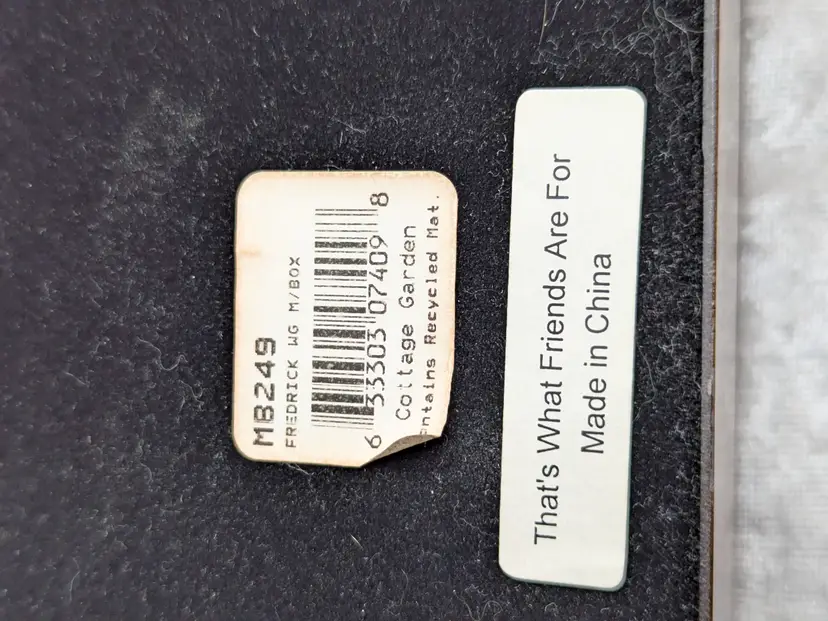 MB249
FREDRICK WG M/BOX
6 33303 07409 8
Cottage Garden
ontains Recycled Mat.
That's What Friends Are For
Made in China